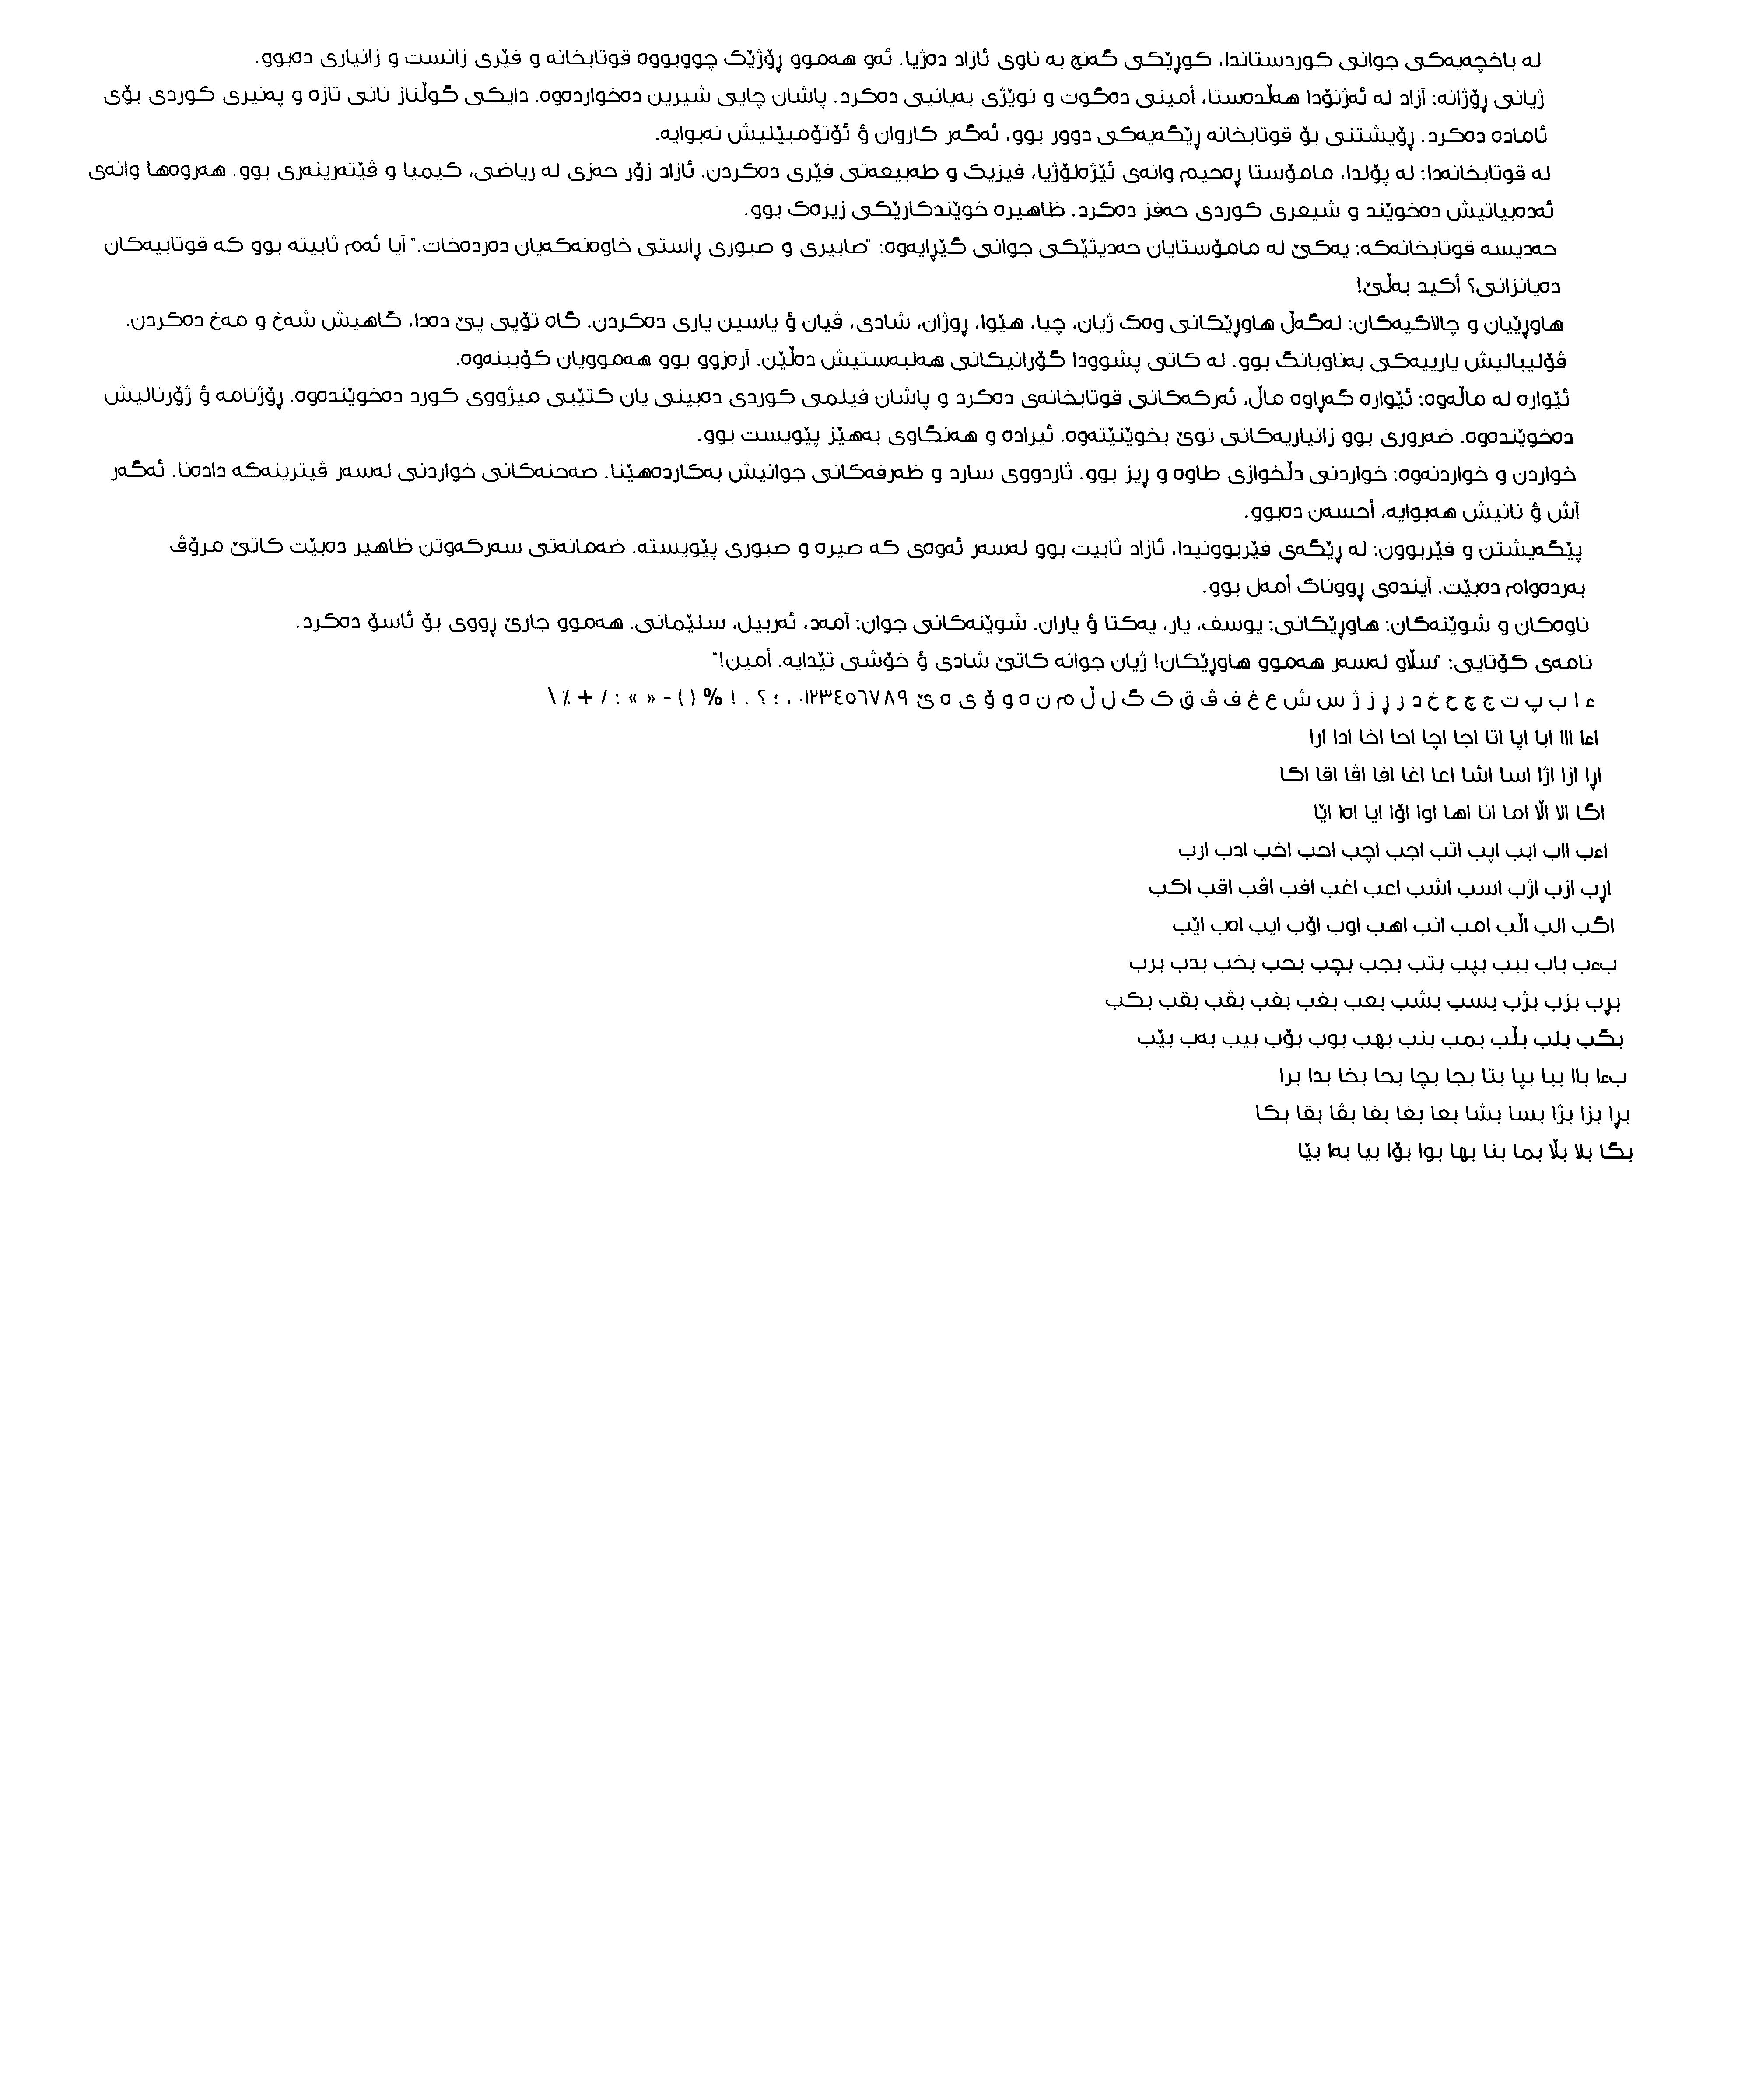 لە باخچەیەکی جوانی کوردستاندا، کوڕێکی گەنج بە ناوی ئازاد دەژیا. ئەو هەموو ڕۆژێک چووبووە قوتابخانە و فێری زانست و زانیاری دەبوو.
ژیانی ڕۆژانە: آزاد لە ئەژنۆدا هەڵدەستا، أمینی دەگوت و نوێژی بەیانیی دەکرد. پاشان چایی شیرین دەخواردەوە. دایکی گوڵناز نانی تازە و پەنیری کوردی بۆی
ئامادە دەکرد. ڕۆیشتنی بۆ قوتابخانە ڕێگەیەکی دوور بوو، ئەگەر کاروان ؤ ئۆتۆمبێلیش نەبوایە.
لە قوتابخانەدا: لە پۆلدا، مامۆستا ڕەحیم وانەی ئێژەلۆژیا، فیزیک و طەبیعەتی فێری دەکردن. ئازاد زۆر حەزی لە ریاضی، کیمیا و ڤێتەرینەری بوو. هەروەها وانەی
ئەدەبیاتیش دەخوێند و شیعری کوردی حەفز دەکرد. ظاهیرە خوێندکارێکی زیرەک بوو.
حەدیسە قوتابخانەکە: یەکێ لە مامۆستایان حەدیثێکی جوانی گێڕایەوە: "صابیری و صبوری ڕاستی خاوەنەکەیان دەردەخات." آیا ئەم ثابیتە بوو کە قوتابیەکان
دەیانزانی؟ أکید بەڵێ!
هاوڕێیان و چالاکیەکان: لەگەڵ هاوڕێکانی وەک ژیان، چیا، هێوا، ڕوژان، شادی، ڤیان ؤ یاسین یاری دەکردن. گاە تۆپی پێ دەدا، گاهیش شەخ و مەخ دەکردن.
ڤۆلیبالیش یارییەکی بەناوبانگ بوو. لە کاتی پشوودا گۆرانیکانی هەلبەستیش دەڵێن. آرەزوو بوو هەموویان کۆببنەوە.
ئێوارە لە ماڵەوە: ئێوارە گەڕاوە ماڵ، ئەرکەکانی قوتابخانەی دەکرد و پاشان فیلمی کوردی دەبینی یان کتێبی میژووی کورد دەخوێندەوە. ڕۆژنامە ؤ ژۆرنالیش
دەخوێندەوە. ضەروری بوو زانیاریەکانی نوێ بخوێنێتەوە. ئیرادە و هەنگاوی بەهێز پێویست بوو.
خواردن و خواردنەوە: خواردنی دڵخوازی طاوە و ڕیز بوو. ثاردووی سارد و ظەرفەکانی جوانیش بەکاردەهێنا. صەحنەکانی خواردنی لەسەر ڤیترینەکە دادەنا. ئەگەر
آش ؤ نانیش هەبوایە، أحسەن دەبوو.
پێگەیشتن و فێربوون: لە ڕێگەی فێربوونیدا، ئازاد ثابیت بوو لەسەر ئەوەی کە صیرە و صبوری پێویستە. ضەمانەتی سەرکەوتن ظاهیر دەبێت کاتێ مرۆڤ
بەردەوام دەبێت. آیندەی ڕووناک أمەل بوو.
ناوەکان و شوێنەکان: هاوڕێکانی: یوسف، یار، یەکتا ؤ یاران. شوێنەکانی جوان: آمەد، ئەربیل، سلێمانی. هەموو جارێ ڕووی بۆ ئاسۆ دەکرد.
نامەی کۆتایی: "سڵاو لەسەر هەموو هاوڕێکان! ژیان جوانە کاتێ شادی ؤ خۆشی تێدایە. أمین!"
ء ا ب پ ت ج چ ح خ د ر ڕ ز ژ س ش ع غ ف ڤ ق ک گ ل ڵ م ن ە و ۆ ی ە ێ ٠١٢٣٤٥٦٧٨٩ ، ؛ ؟ . ! % ( ) - « » : / + ٪ \
اءا ااا ابا اپا اتا اجا اچا احا اخا ادا ارا
اڕا ازا اژا اسا اشا اعا اغا افا اڤا اقا اکا
اگا الا اڵا اما انا اها اوا اۆا ایا اەا اێا
اءب ااب ابب اپب اتب اجب اچب احب اخب ادب ارب
اڕب ازب اژب اسب اشب اعب اغب افب اڤب اقب اکب
اگب الب اڵب امب انب اهب اوب اۆب ایب اەب اێب
بءب باب ببب بپب بتب بجب بچب بحب بخب بدب برب
بڕب بزب بژب بسب بشب بعب بغب بفب بڤب بقب بکب
بگب بلب بڵب بمب بنب بهب بوب بۆب بیب بەب بێب
بءا باا ببا بپا بتا بجا بچا بحا بخا بدا برا
بڕا بزا بژا بسا بشا بعا بغا بفا بڤا بقا بکا
بگا بلا بڵا بما بنا بها بوا بۆا بیا بەا بێا